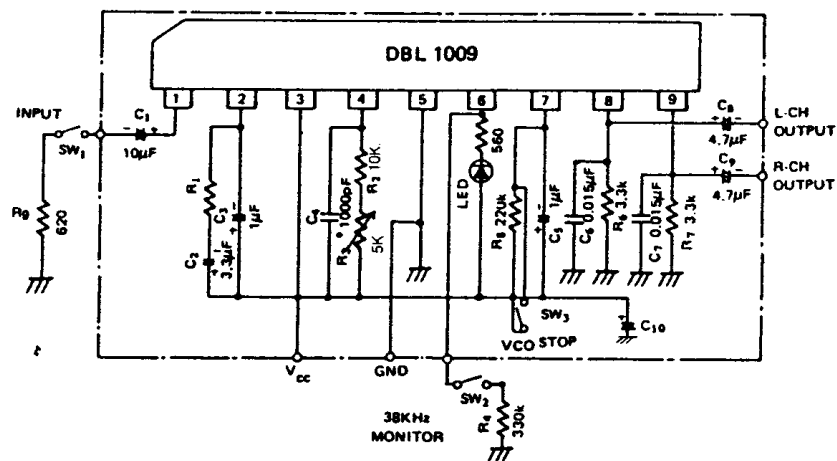 DBL 1009
1 2 3 4 5 6 7 8 9
INPUT
SW1
C1
10μF
Rg
620
R1
C2
3.3μF
C3
1μF
C4
* 1000pF
R2 10K
R3
5K
560
LED
R5 220k
C5
1μF
C6 0.015μF
R6 3.3k
C7 0.015μF
R7 3.3k
C8
4.7μF
L-CH
OUTPUT
C9
4.7μF
R-CH
OUTPUT
SW3
VCO STOP
C10
VCC
GND
SW2
38KHz
MONITOR
R4
330k